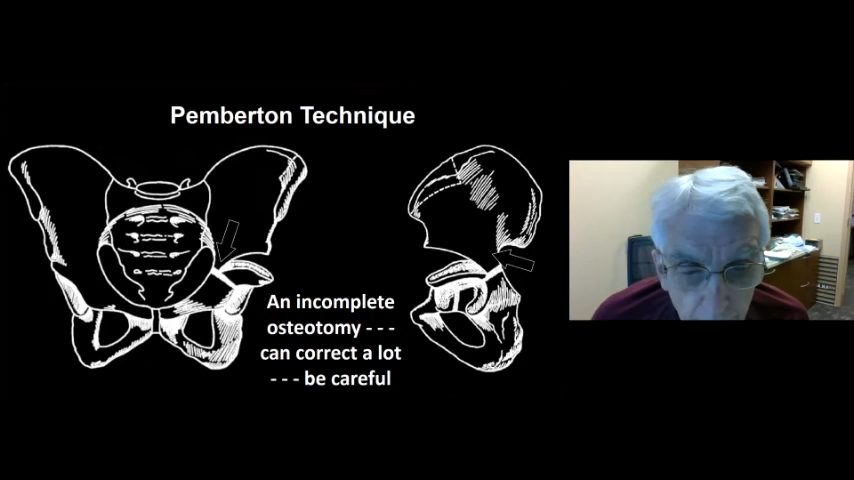 Pemberton Technique
An incomplete
osteotomy - - -
can correct a lot
- - - be careful